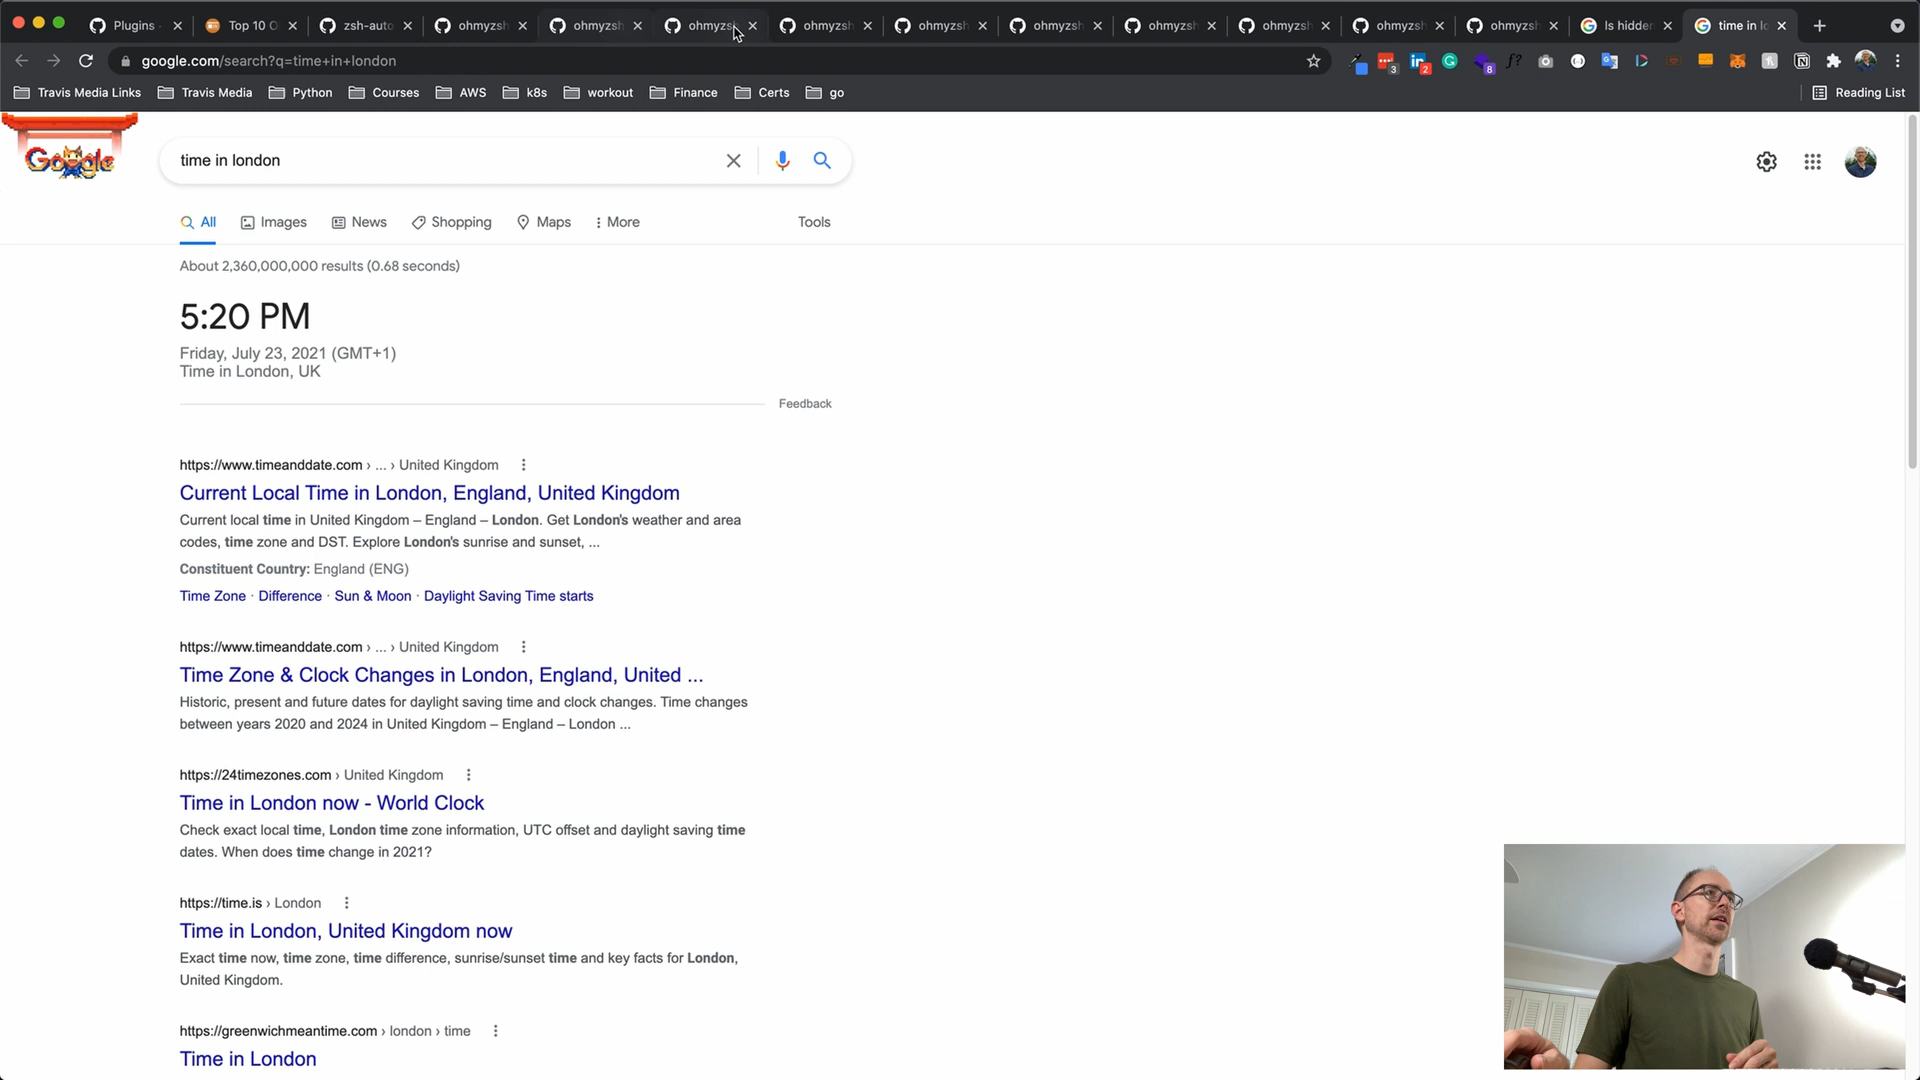 Plugins
Top 10 O
zsh-auto
ohmyzsh
ohmyzsh
ohmyzsh
ohmyzsh
ohmyzsh
ohmyzsh
ohmyzsh
ohmyzsh
ohmyzsh
ohmyzsh
Is hidden
time in lo
google.com/search?q=time+in+london
3
2
8
f?
Travis Media Links
Travis Media
Python
Courses
AWS
k8s
workout
Finance
Certs
go
Reading List
Google
time in london
All
Images
News
Shopping
Maps
More
Tools
About 2,360,000,000 results (0.68 seconds)
5:20 PM
Friday, July 23, 2021 (GMT+1)
Time in London, UK
Feedback
https://www.timeanddate.com › ... › United Kingdom
Current Local Time in London, England, United Kingdom
Current local time in United Kingdom – England – London. Get London's weather and area
codes, time zone and DST. Explore London's sunrise and sunset, ...
Constituent Country: England (ENG)
Time Zone · Difference · Sun & Moon · Daylight Saving Time starts
https://www.timeanddate.com › ... › United Kingdom
Time Zone & Clock Changes in London, England, United ...
Historic, present and future dates for daylight saving time and clock changes. Time changes
between years 2020 and 2024 in United Kingdom – England – London ...
https://24timezones.com › United Kingdom
Time in London now - World Clock
Check exact local time, London time zone information, UTC offset and daylight saving time
dates. When does time change in 2021?
https://time.is › London
Time in London, United Kingdom now
Exact time now, time zone, time difference, sunrise/sunset time and key facts for London,
United Kingdom.
https://greenwichmeantime.com › london › time
Time in London